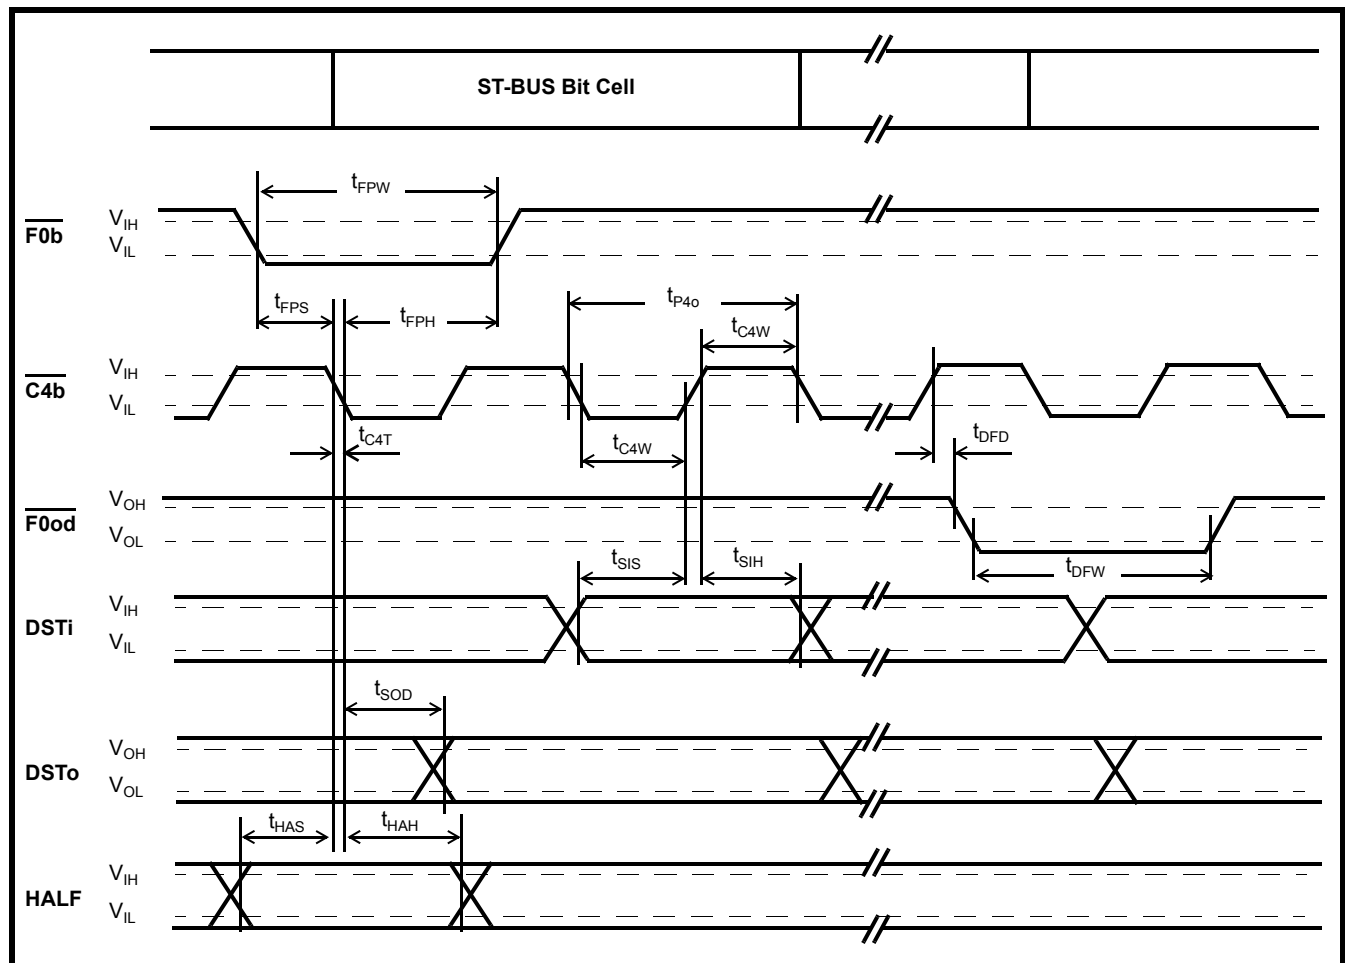 ST-BUS Bit Cell
tFPW
F0b
VIH
VIL
tFPS
tFPH
tP4o
tC4W
C4b
VIH
VIL
tC4T
tC4W
tDFD
F0od
VOH
VOL
tSIS
tSIH
tDFW
DSTi
VIH
VIL
tSOD
DSTo
VOH
VOL
tHAS
tHAH
HALF
VIH
VIL